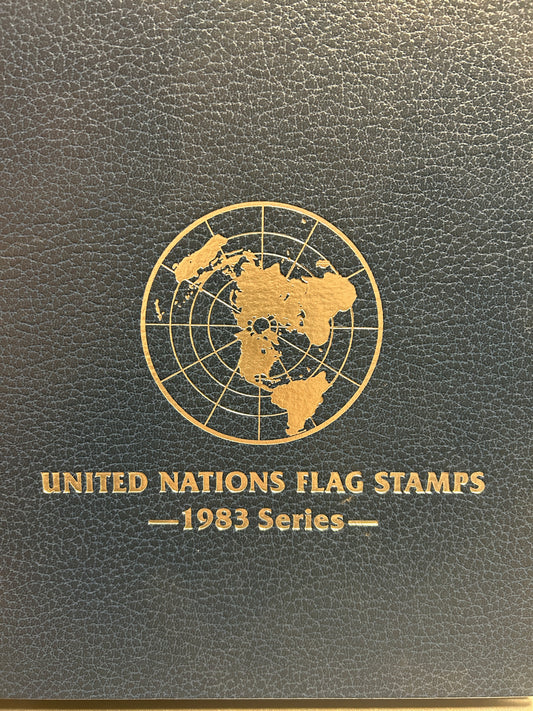 UNITED NATIONS FLAG STAMPS
—1983 Series—